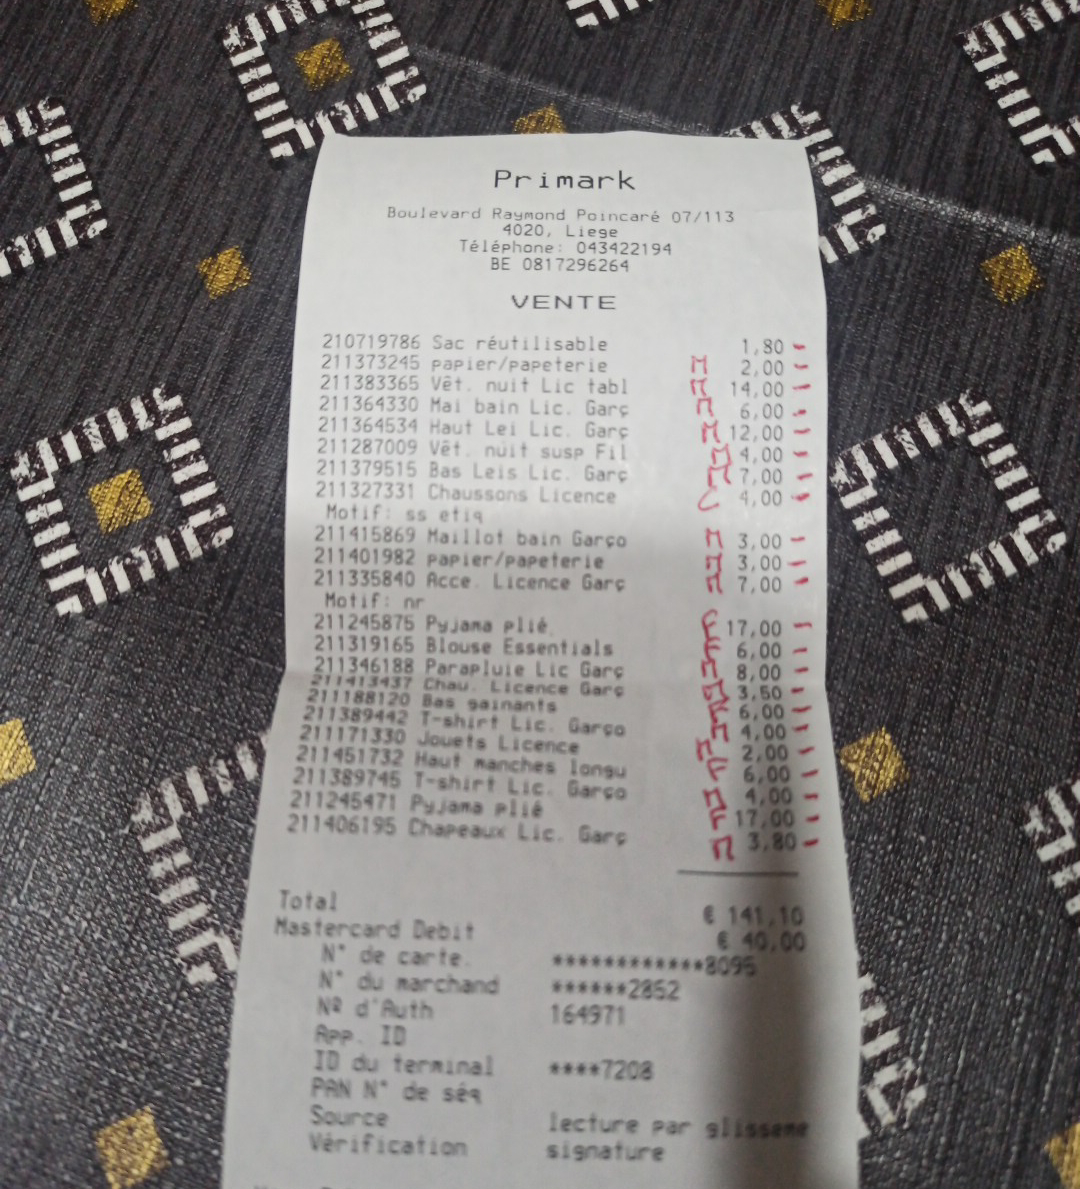 Primark
Boulevard Raymond Poincaré 07/113
4020, Liege
Téléphone: 043422194
BE 0817296264
VENTE
210719786 Sac réutilisable 1,80
211373245 papier/papeterie 2,00
211383365 Vêt. nuit Lic tabl 14,00
211364330 Mai bain Lic. Garç 6,00
211364534 Haut Lei Lic. Garç 12,00
211287009 Vêt. nuit susp Fil 4,00
211379515 Bas Leis Lic. Garç 7,00
211327331 Chaussons Licence 4,00
Motif: ss etiq
211415869 Maillot bain Garço 3,00
211401982 papier/papeterie 3,00
211335840 Acce. Licence Garç 7,00
Motif: nr
211245875 Pyjama plié 17,00
211319165 Blouse Essentials 6,00
211346188 Parapluie Lic Garç 8,00
211413437 Chau. Licence Garç 3,50
211188120 Bas gainants 6,00
211389442 T-shirt Lic. Garço 4,00
211171330 Jouets Licence 2,00
211451732 Haut manches longu 6,00
211389745 T-shirt Lic. Garço 4,00
211245471 Pyjama plié 17,00
211406195 Chapeaux Lic. Garç 3,80
Total € 141,10
Mastercard Debit € 40,00
N° de carte. ************8095
N° du marchand ******2852
Nº d'Auth 164971
App. ID
ID du terminal ****7208
PAN N° de séq
Source lecture par glisseme
Vérification signature